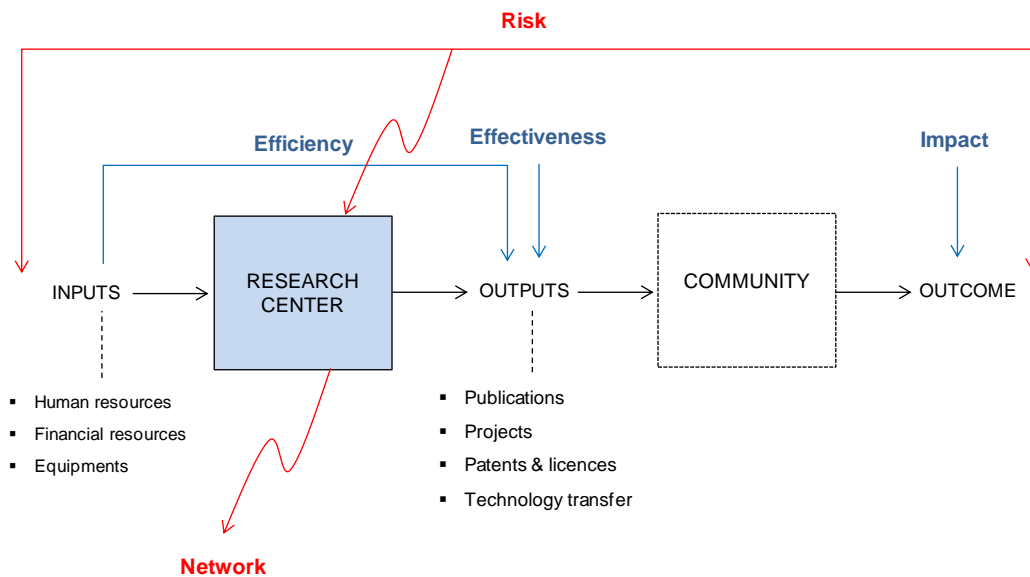 Risk
Efficiency
Effectiveness
Impact
INPUTS
RESEARCH
CENTER
OUTPUTS
COMMUNITY
OUTCOME
▪ Human resources
▪ Financial resources
▪ Equipments
▪ Publications
▪ Projects
▪ Patents & licences
▪ Technology transfer
Network